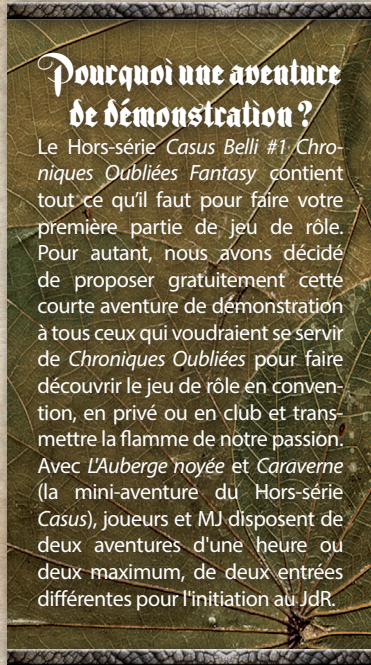 Pourquoi une aventure
de démonstration ?
Le Hors-série Casus Belli #1 Chro-
niques Oubliées Fantasy contient
tout ce qu'il faut pour faire votre
première partie de jeu de rôle.
Pour autant, nous avons décidé
de proposer gratuitement cette
courte aventure de démonstration
à tous ceux qui voudraient se servir
de Chroniques Oubliées pour faire
découvrir le jeu de rôle en conven-
tion, en privé ou en club et trans-
mettre la flamme de notre passion.
Avec L'Auberge noyée et Caraverne
(la mini-aventure du Hors-série
Casus), joueurs et MJ disposent de
deux aventures d'une heure ou
deux maximum, de deux entrées
différentes pour l'initiation au JdR.